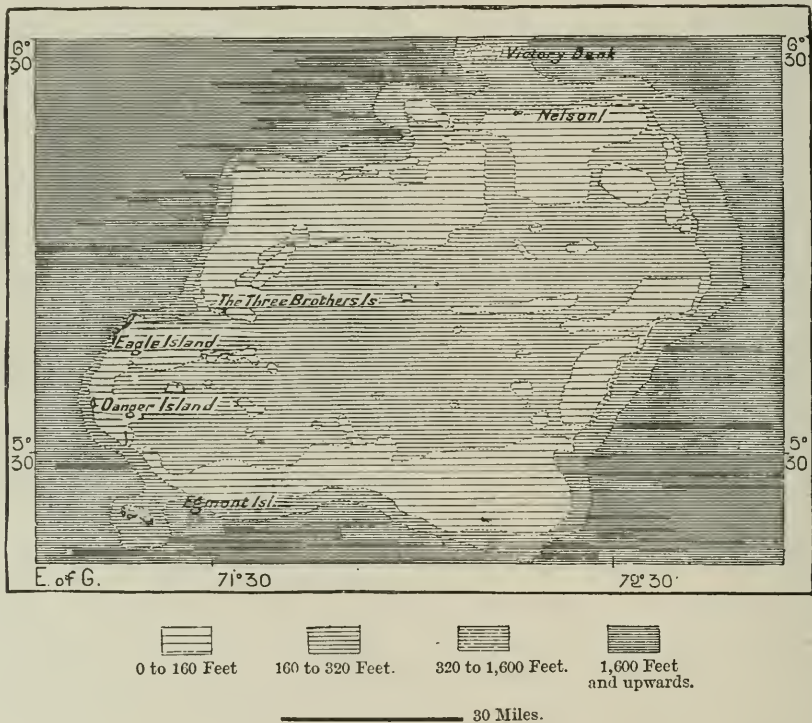 6° 30
6° 30
Victory Bank
Nelson I
The Three Brothers Is
Eagle Island
Danger Island
5° 30
5° 30
Egmont Isl.
E. of G.
71°30
72°30
0 to 160 Feet
160 to 320 Feet.
320 to 1,600 Feet.
1,600 Feet
and upwards.
30 Miles.